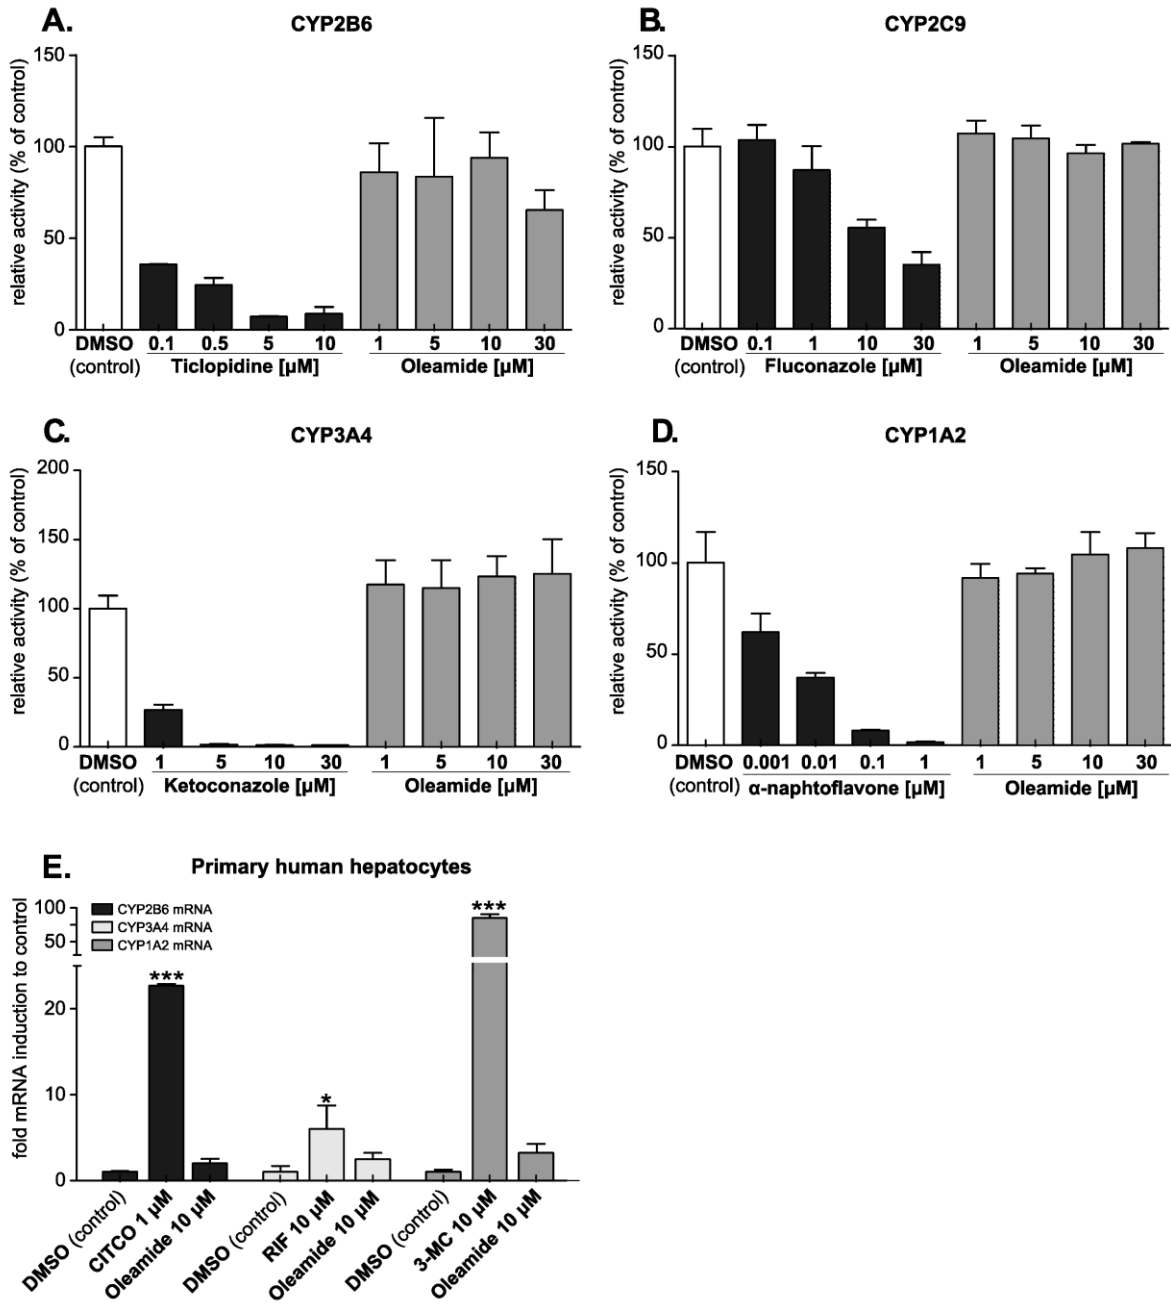 A.
CYP2B6
relative activity (% of control)
150
100
50
0
DMSO
(control)
0.1 0.5 5 10
Ticlopidine [µM]
1 5 10 30
Oleamide [µM]
B.
CYP2C9
relative activity (% of control)
150
100
50
0
DMSO
(control)
0.1 1 10 30
Fluconazole [µM]
1 5 10 30
Oleamide [µM]
C.
CYP3A4
relative activity (% of control)
200
150
100
50
0
DMSO
(control)
1 5 10 30
Ketoconazole [µM]
1 5 10 30
Oleamide [µM]
D.
CYP1A2
relative activity (% of control)
150
100
50
0
DMSO
(control)
0.001 0.01 0.1 1
α-naphtoflavone [µM]
1 5 10 30
Oleamide [µM]
E.
Primary human hepatocytes
fold mRNA induction to control
100
50
20
10
0
CYP2B6 mRNA
CYP3A4 mRNA
CYP1A2 mRNA
***
*
***
DMSO (control)
CITCO 1 µM
Oleamide 10 µM
DMSO (control)
RIF 10 µM
Oleamide 10 µM
DMSO (control)
3-MC 10 µM
Oleamide 10 µM